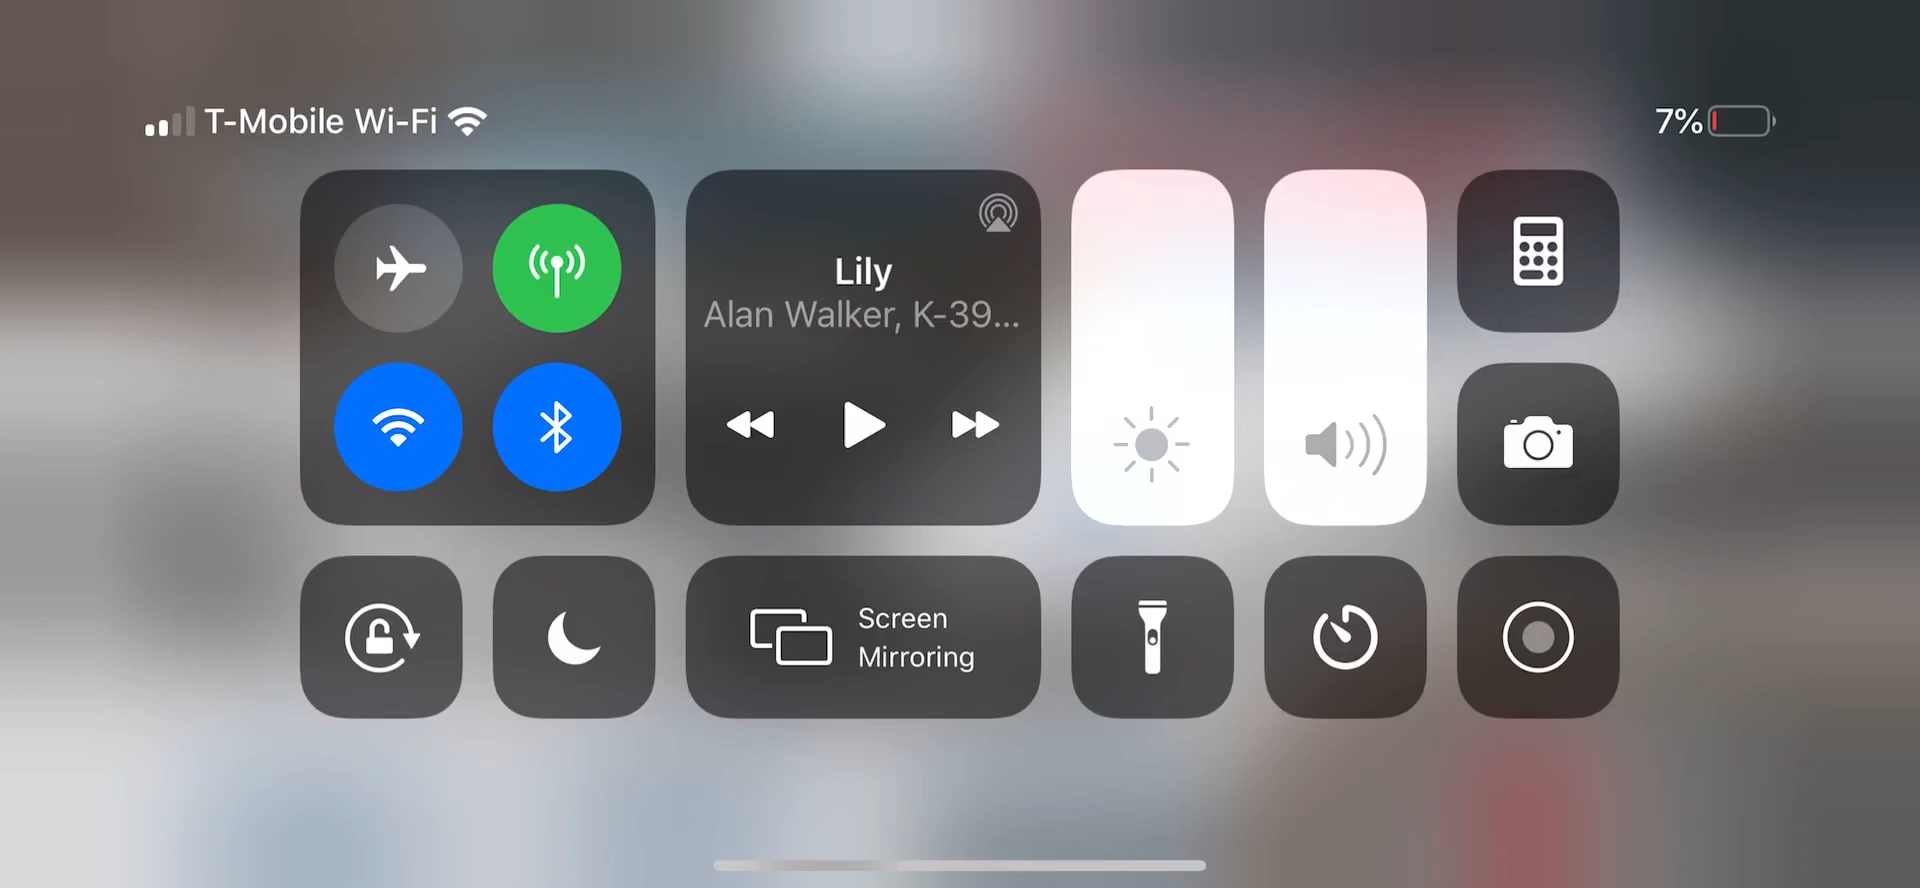 T-Mobile Wi-Fi
7%
Lily
Alan Walker, K-39...
Screen
Mirroring